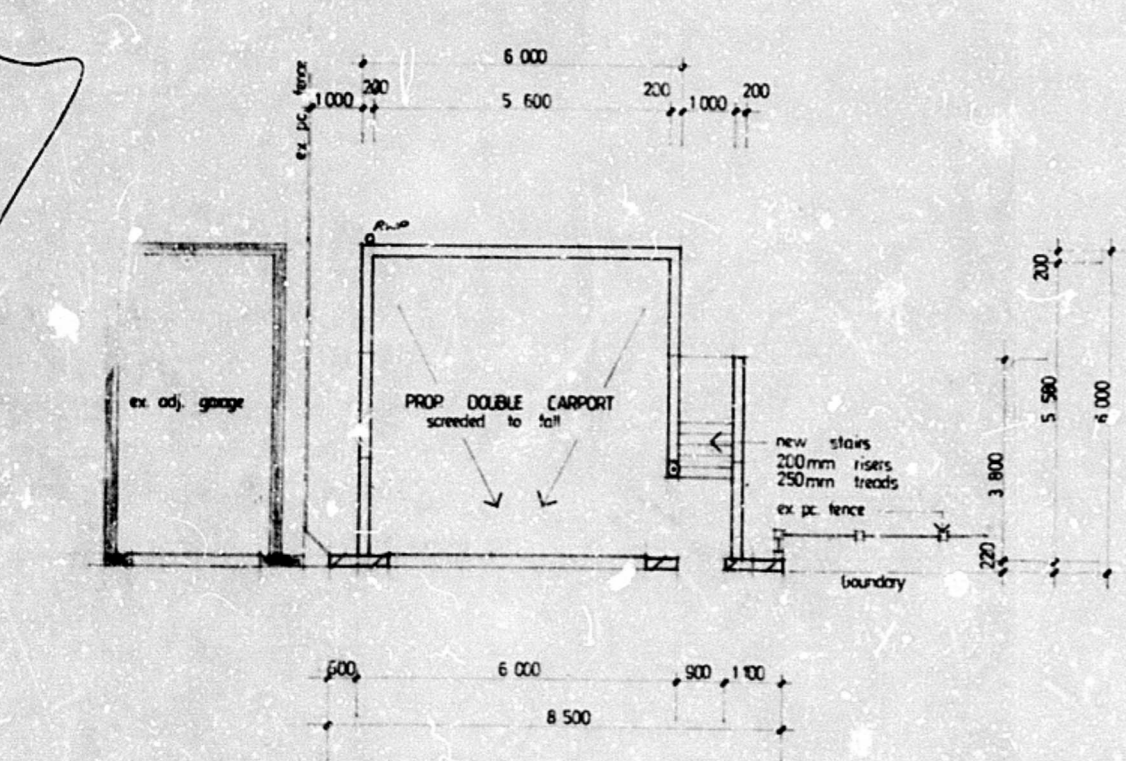 6 000
ex. pc. fence
1 000
200
5 600
200
1 000
200
RWP
200
ex. adj. garage
PROP. DOUBLE CARPORT
screeded to fall
5 580
6 000
new stairs
200mm risers
250mm treads
3 800
ex. pc. fence
220
boundary
6 000
900
1 100
8 500